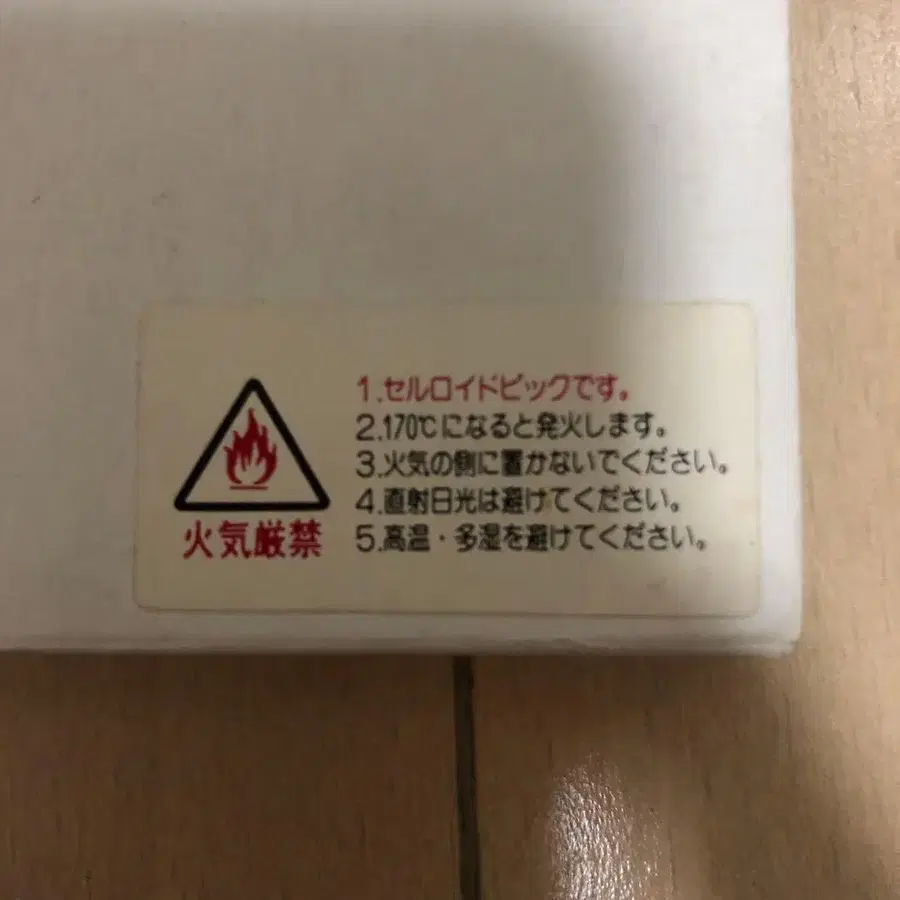 1.セルロイドピックです。
2.170℃になると発火します。
3.火気の側に置かないでください。
4.直射日光は避けてください。
5.高温・多湿を避けてください。
火気厳禁